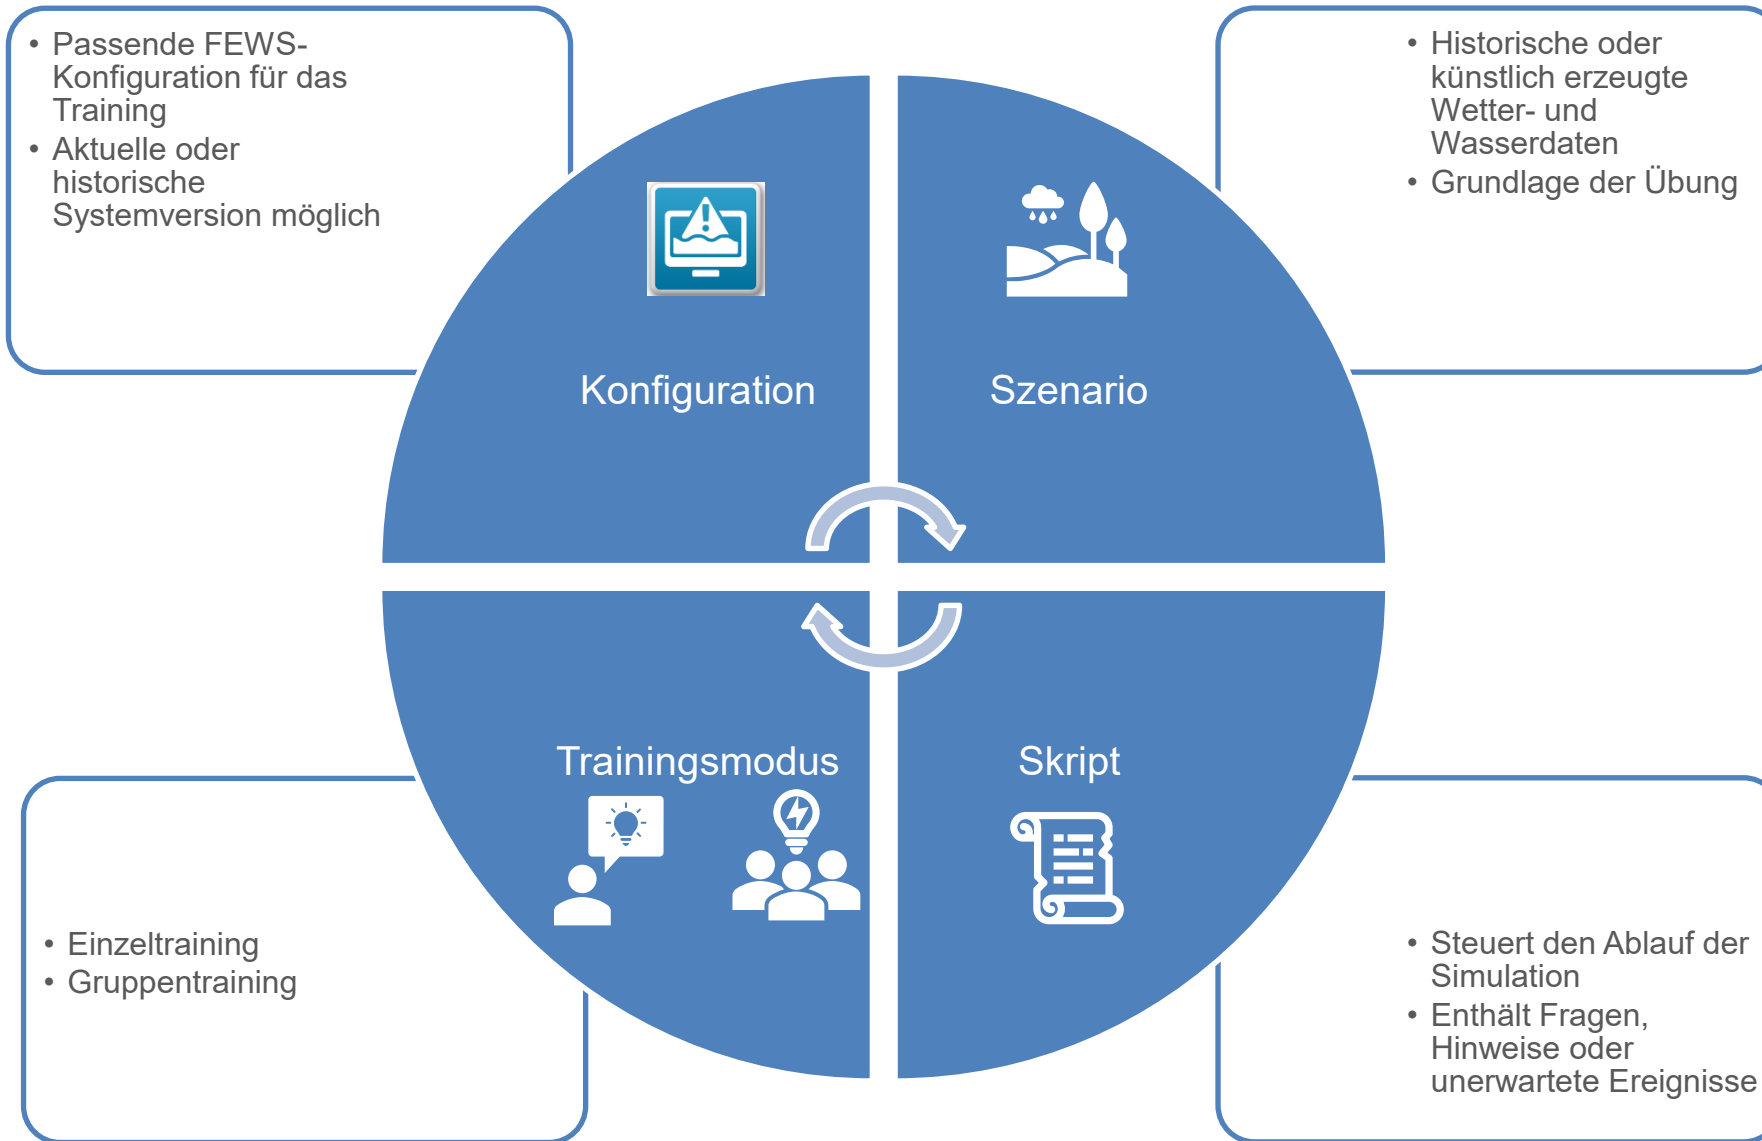 • Passende FEWS-
Konfiguration für das
Training
• Aktuelle oder
historische
Systemversion möglich
• Historische oder
künstlich erzeugte
Wetter- und
Wasserdaten
• Grundlage der Übung
Konfiguration
Szenario
Trainingsmodus
Skript
• Einzeltraining
• Gruppentraining
• Steuert den Ablauf der
Simulation
• Enthält Fragen,
Hinweise oder
unerwartete Ereignisse